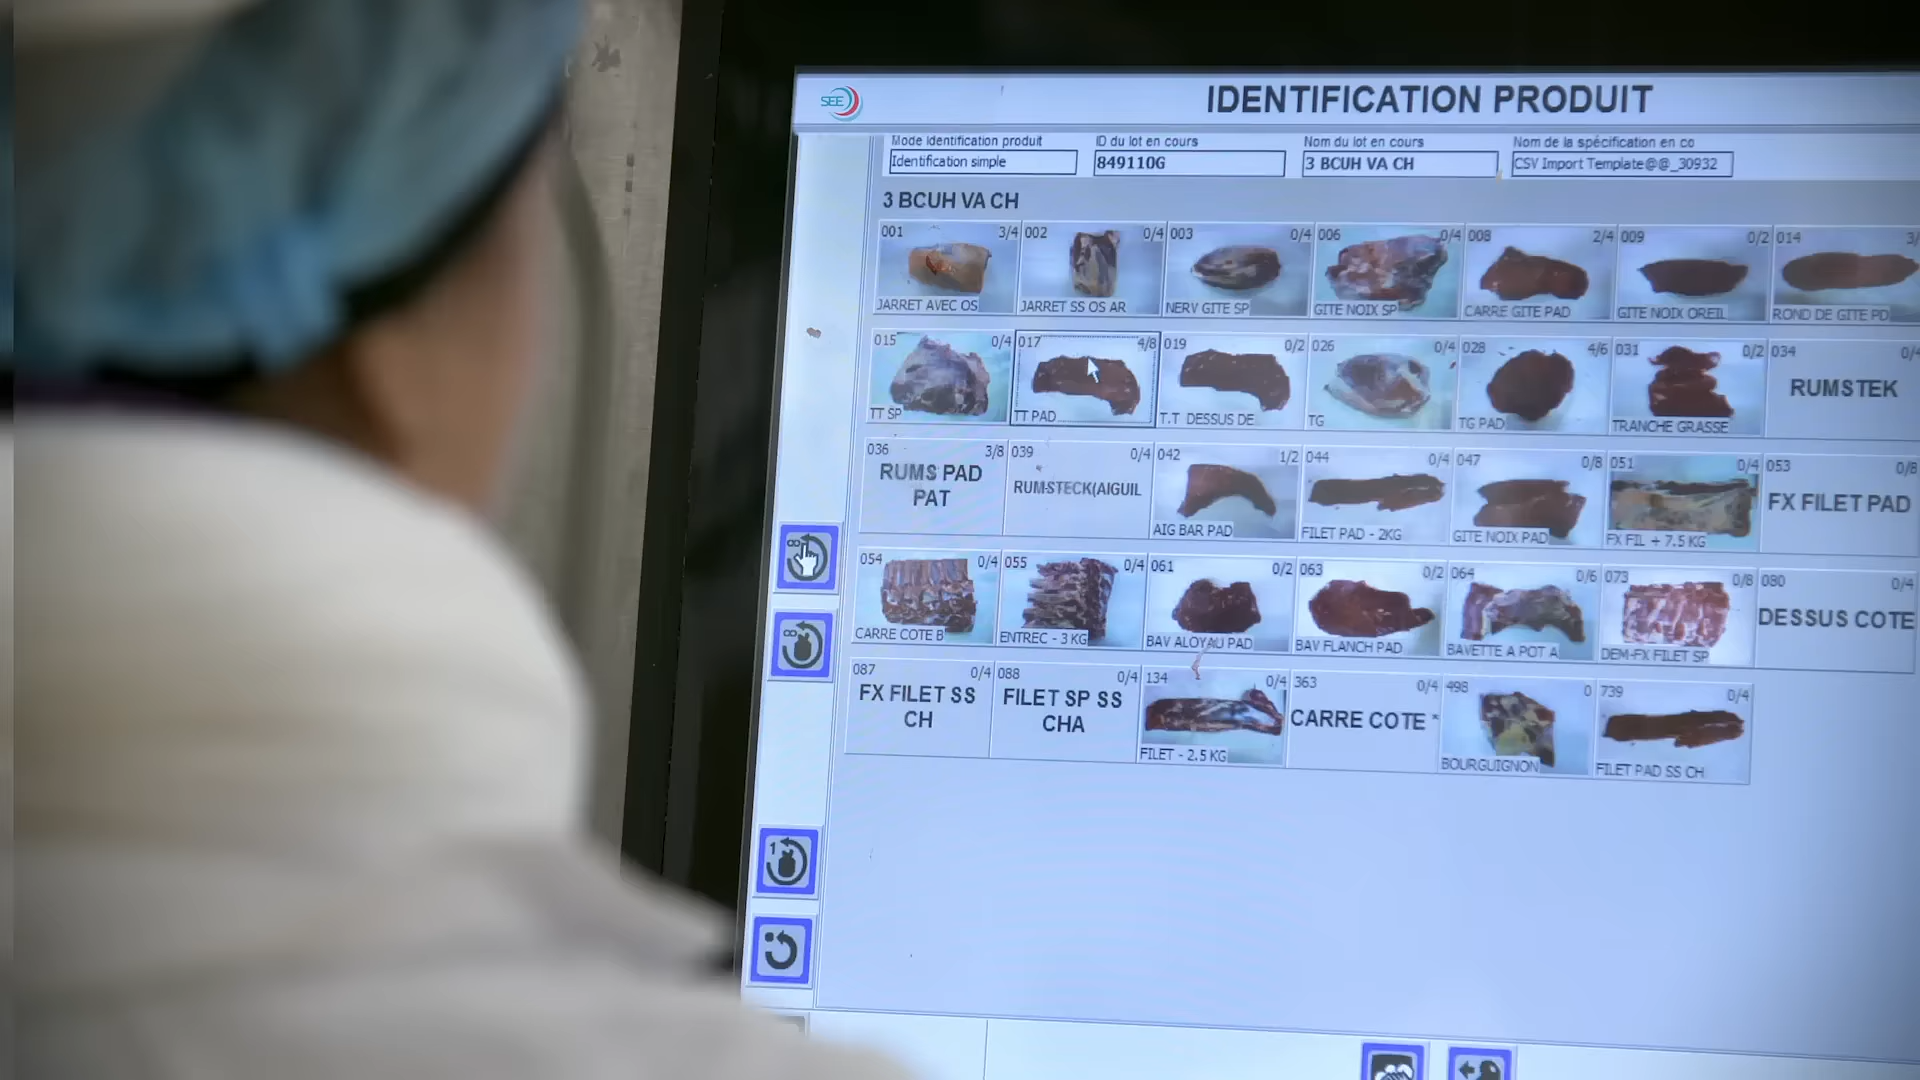 SEE
IDENTIFICATION PRODUIT
Mode identification produit
ID du lot en cours
Nom du lot en cours
Nom de la spécification en co
Identification simple
849110G
3 BCUH VA CH
CSV Import Template@@_30932
3 BCUH VA CH
001 3/4
JARRET AVEC OS
002 0/4
JARRET SS OS AR
003 0/4
NERV GITE SP
006 0/4
GITE NOIX SP
008 2/4
CARRE GITE PAD
009 0/2
GITE NOIX OREIL
014 3/
ROND DE GITE PD
015 0/4
TT SP
017 4/8
TT PAD
019 0/2
T.T DESSUS DE
026 0/4
TG
028 4/6
TG PAD
031 0/2
TRANCHE GRASSE
034 0/4
RUMSTEK
036 3/8
RUMS PAD
PAT
039 0/4
RUMSTECK(AIGUIL
042 1/2
AIG BAR PAD
044 0/4
FILET PAD - 2KG
047 0/8
GITE NOIX PAD
051 0/4
FX FIL + 7.5 KG
053 0/8
FX FILET PAD
054 0/4
CARRE COTE B
055 0/4
ENTREC - 3 KG
061 0/2
BAV ALOYAU PAD
063 0/2
BAV FLANCH PAD
064 0/6
BAVETTE A POT A
073 0/8
DEM-FX FILET SP
080 0/4
DESSUS COTE
087 0/4
FX FILET SS
CH
088 0/4
FILET SP SS
CHA
134 0/4
FILET - 2.5 KG
363 0/4
CARRE COTE *
498 0
BOURGUIGNON
739 0/4
FILET PAD SS CH
1